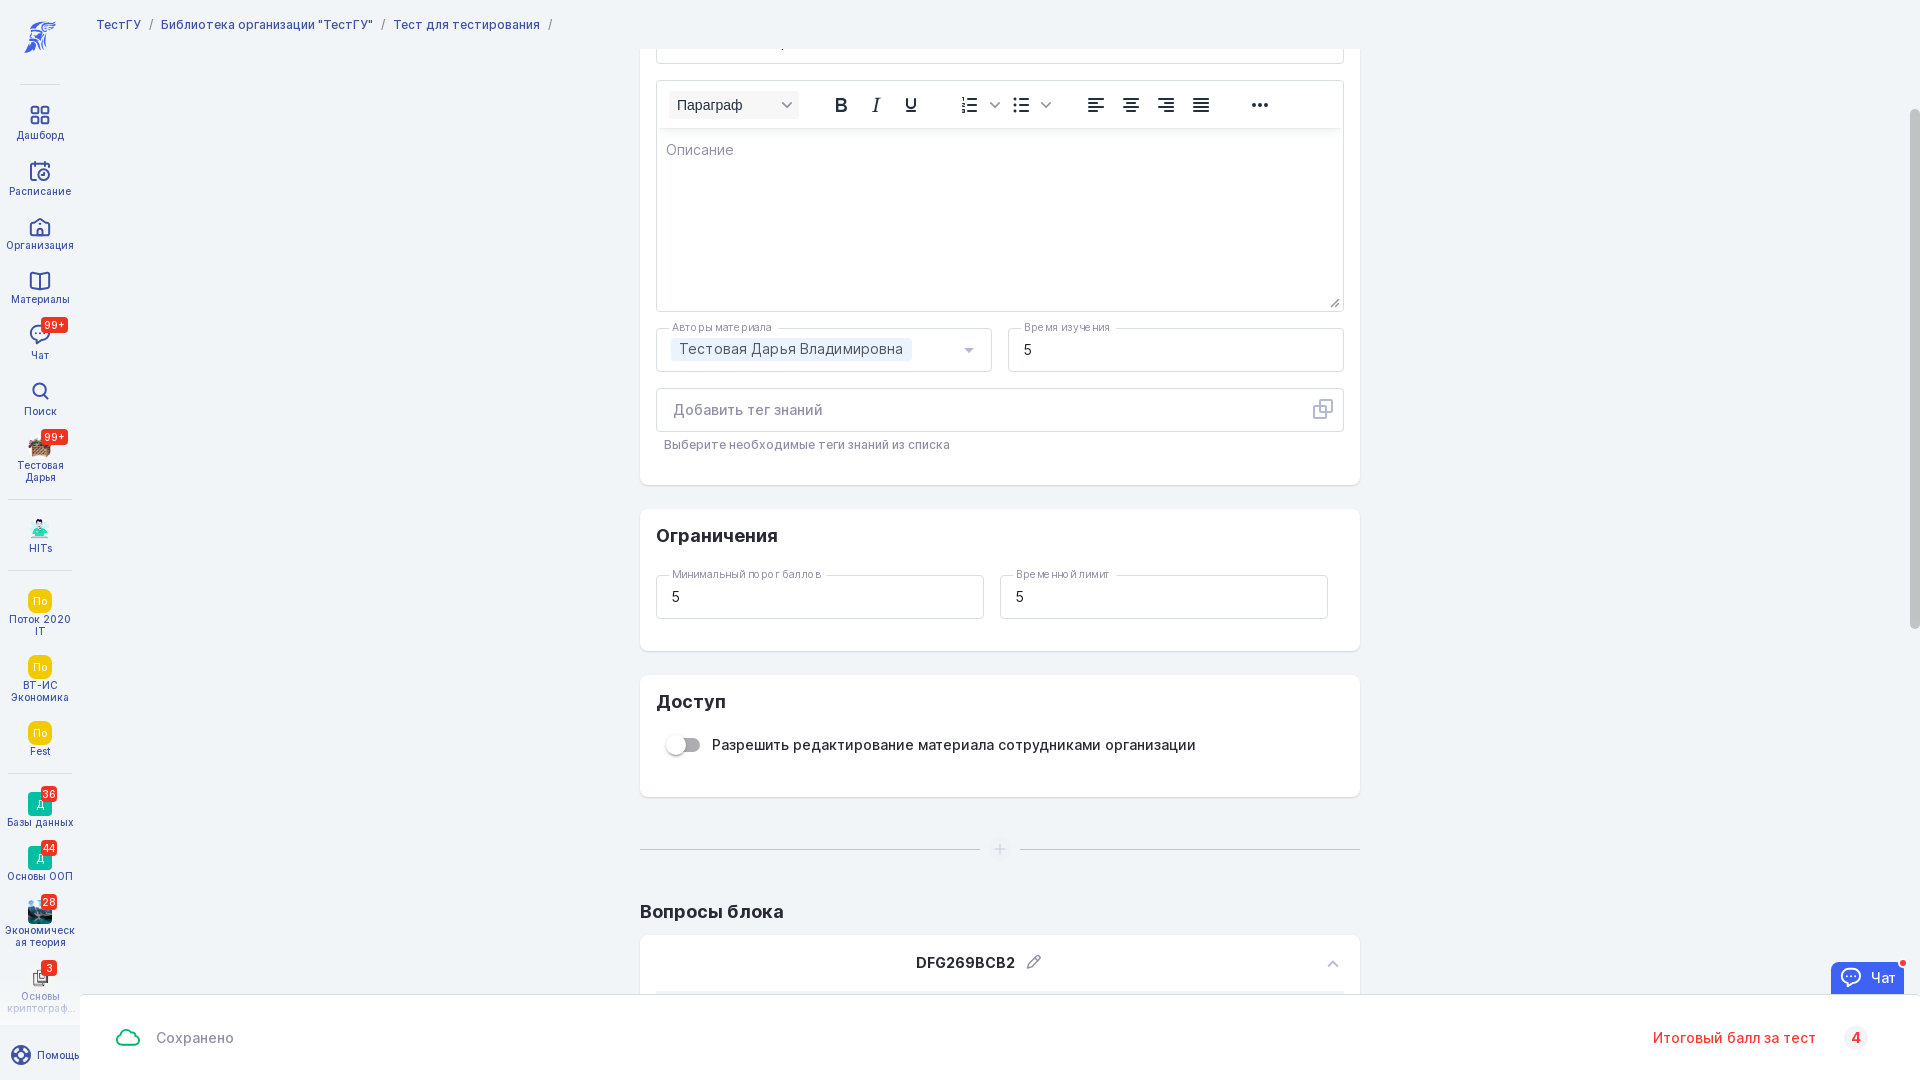 ТестГУ / Библиотека организации "ТестГУ" / Тест для тестирования /
Дашборд
Расписание
Организация
Материалы
99+
Чат
Поиск
99+
Тестовая
Дарья
HITs
По
Поток 2020
IT
По
ВТ-ИС
Экономика
По
Fest
36
Д
Базы данных
44
Д
Основы ООП
28
Экономическ
ая теория
3
Основы
криптограф...
Помощь
Параграф
B I U
Описание
Авторы материала
Тестовая Дарья Владимировна
Время изучения
5
Добавить тег знаний
Выберите необходимые теги знаний из списка
Ограничения
Минимальный порог баллов
5
Временной лимит
5
Доступ
Разрешить редактирование материала сотрудниками организации
Вопросы блока
DFG269BCB2
Чат
Сохранено
Итоговый балл за тест 4